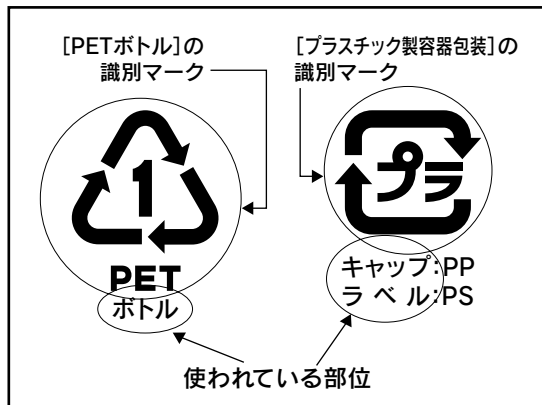 [PETボトル]の
識別マーク
[プラスチック製容器包装]の
識別マーク
1
PET
ボトル
プラ
キャップ:PP
ラベル:PS
使われている部位